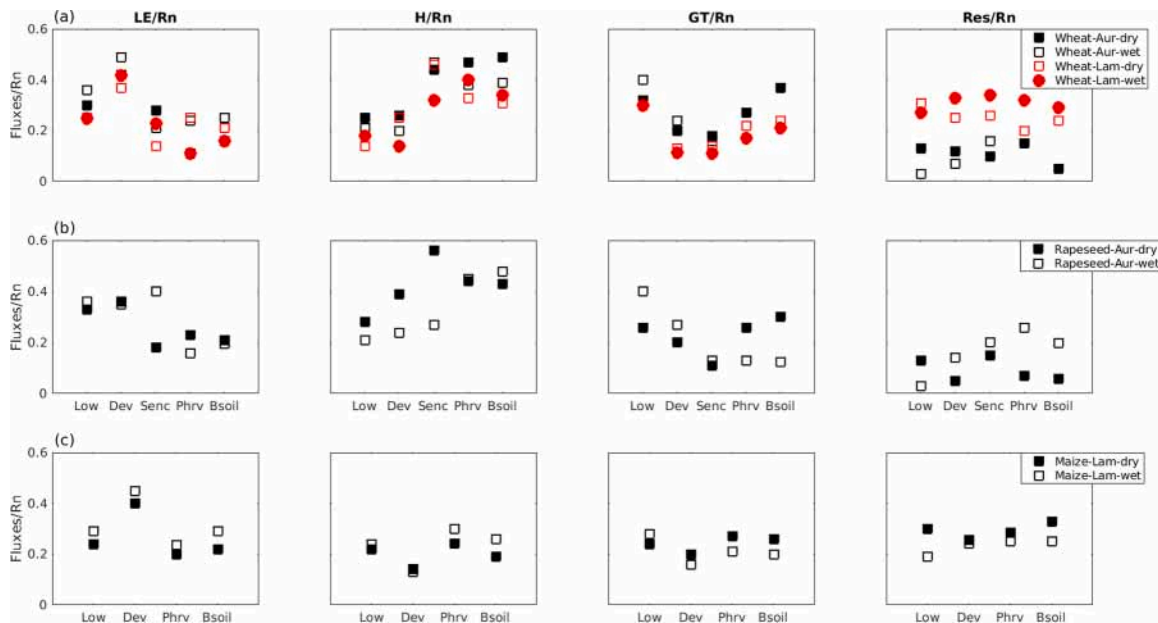 (a) LE/Rn H/Rn GT/Rn Res/Rn
0.6
0.4
0.2
0
Fluxes/Rn
Wheat-Aur-dry
Wheat-Aur-wet
Wheat-Lam-dry
Wheat-Lam-wet
(b)
0.6
0.4
0.2
0
Fluxes/Rn
Rapeseed-Aur-dry
Rapeseed-Aur-wet
Low Dev Senc Phrv Bsoil Low Dev Senc Phrv Bsoil Low Dev Senc Phrv Bsoil Low Dev Senc Phrv Bsoil
(c)
0.6
0.4
0.2
0
Fluxes/Rn
Maize-Lam-dry
Maize-Lam-wet
Low Dev Phrv Bsoil Low Dev Phrv Bsoil Low Dev Phrv Bsoil Low Dev Phrv Bsoil